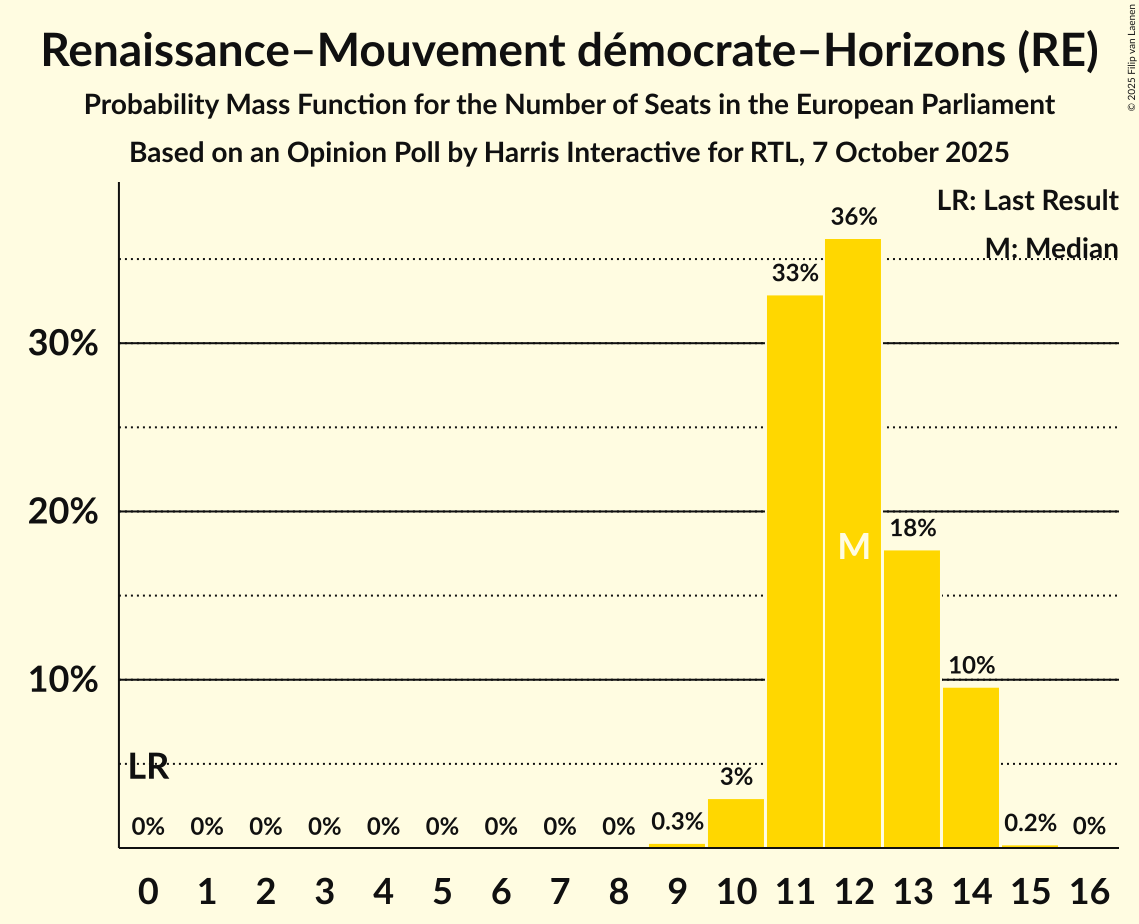 Renaissance–Mouvement démocrate–Horizons (RE)
Probability Mass Function for the Number of Seats in the European Parliament
Based on an Opinion Poll by Harris Interactive for RTL, 7 October 2025
© 2025 Filip van Laenen
LR: Last Result
M: Median
30%
20%
10%
LR
M
0% 0% 0% 0% 0% 0% 0% 0% 0% 0.3% 3% 33% 36% 18% 10% 0.2% 0%
0 1 2 3 4 5 6 7 8 9 10 11 12 13 14 15 16